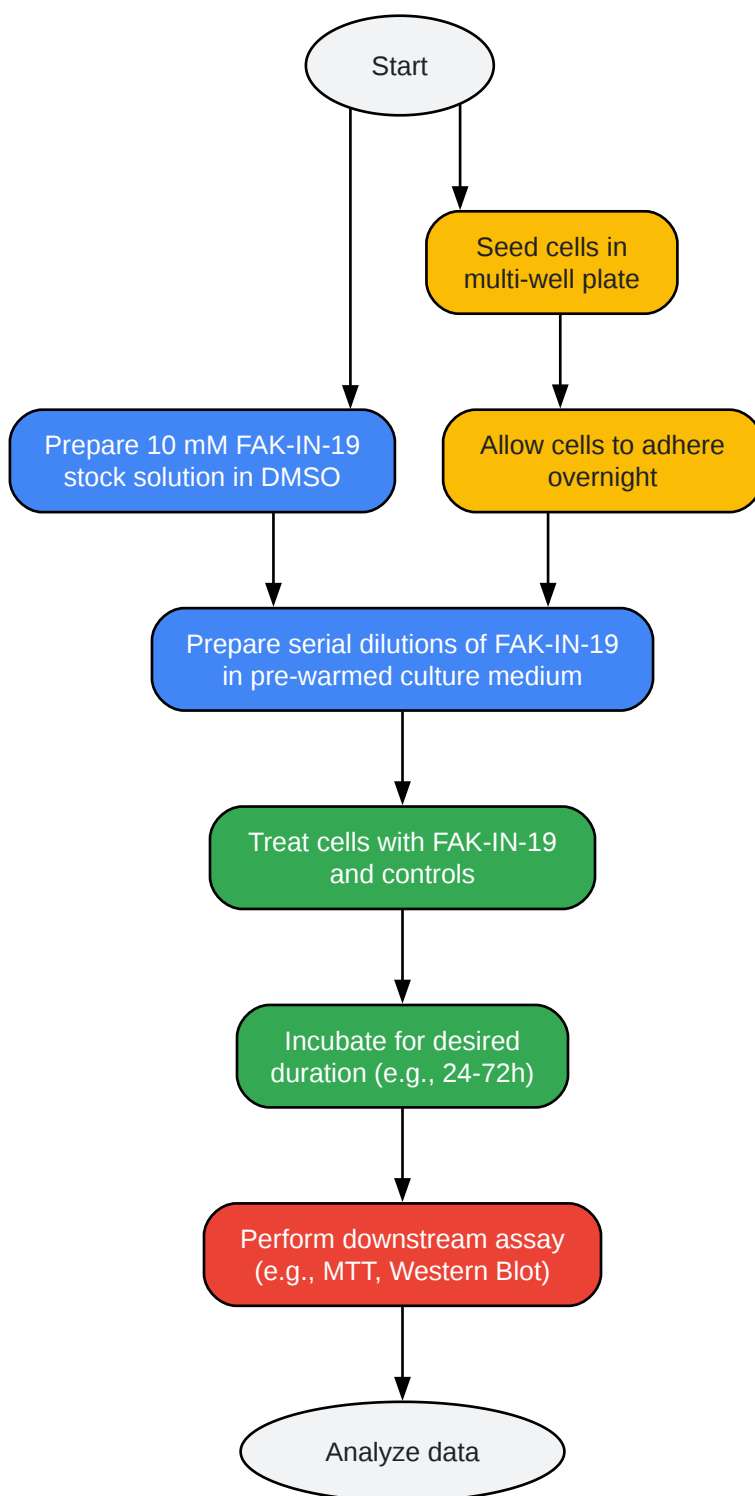 Start
Seed cells in
multi-well plate
Prepare 10 mM FAK-IN-19
stock solution in DMSO
Allow cells to adhere
overnight
Prepare serial dilutions of FAK-IN-19
in pre-warmed culture medium
Treat cells with FAK-IN-19
and controls
Incubate for desired
duration (e.g., 24-72h)
Perform downstream assay
(e.g., MTT, Western Blot)
Analyze data